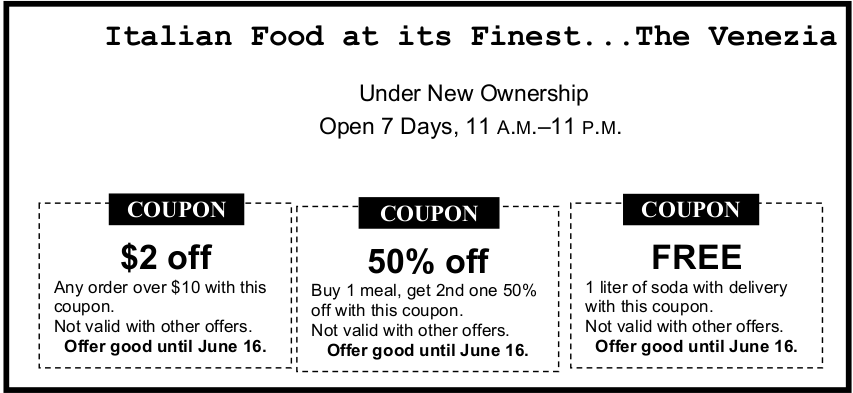 Italian Food at its Finest...The Venezia
Under New Ownership
Open 7 Days, 11 A.M.–11 P.M.
COUPON
$2 off
Any order over $10 with this
coupon.
Not valid with other offers.
Offer good until June 16.
COUPON
50% off
Buy 1 meal, get 2nd one 50%
off with this coupon.
Not valid with other offers.
Offer good until June 16.
COUPON
FREE
1 liter of soda with delivery
with this coupon.
Not valid with other offers.
Offer good until June 16.